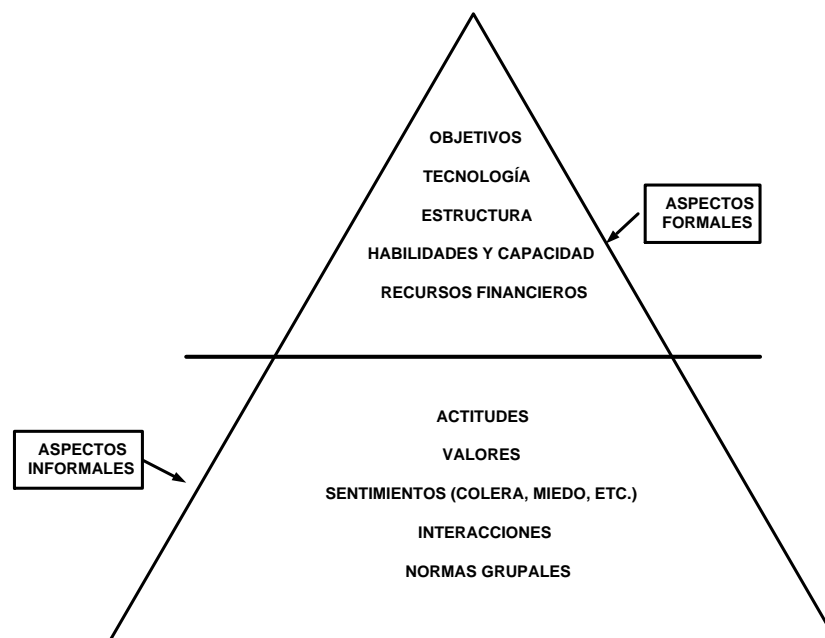 OBJETIVOS
TECNOLOGÍA
ESTRUCTURA
HABILIDADES Y CAPACIDAD
RECURSOS FINANCIEROS
ASPECTOS
FORMALES
ACTITUDES
VALORES
SENTIMIENTOS (COLERA, MIEDO, ETC.)
INTERACCIONES
NORMAS GRUPALES
ASPECTOS
INFORMALES